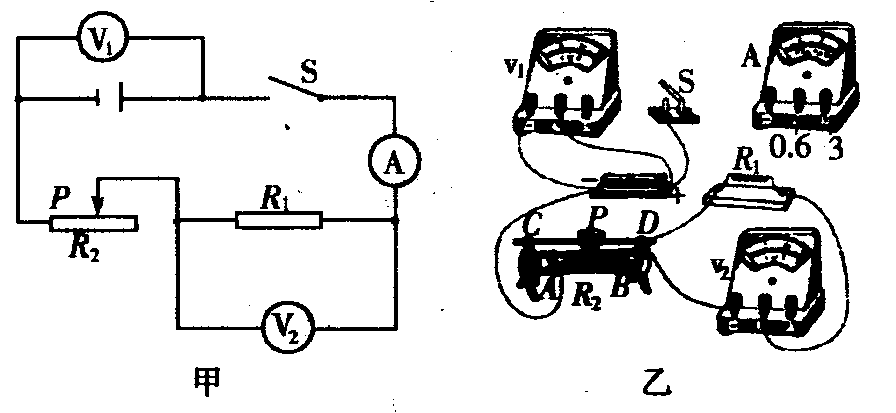 V₁
S
A
P
R₁
R₂
V₂
甲
V₁
S
A
0.6 3
R₁
- +
C P D
A R₂ B
V₂
乙